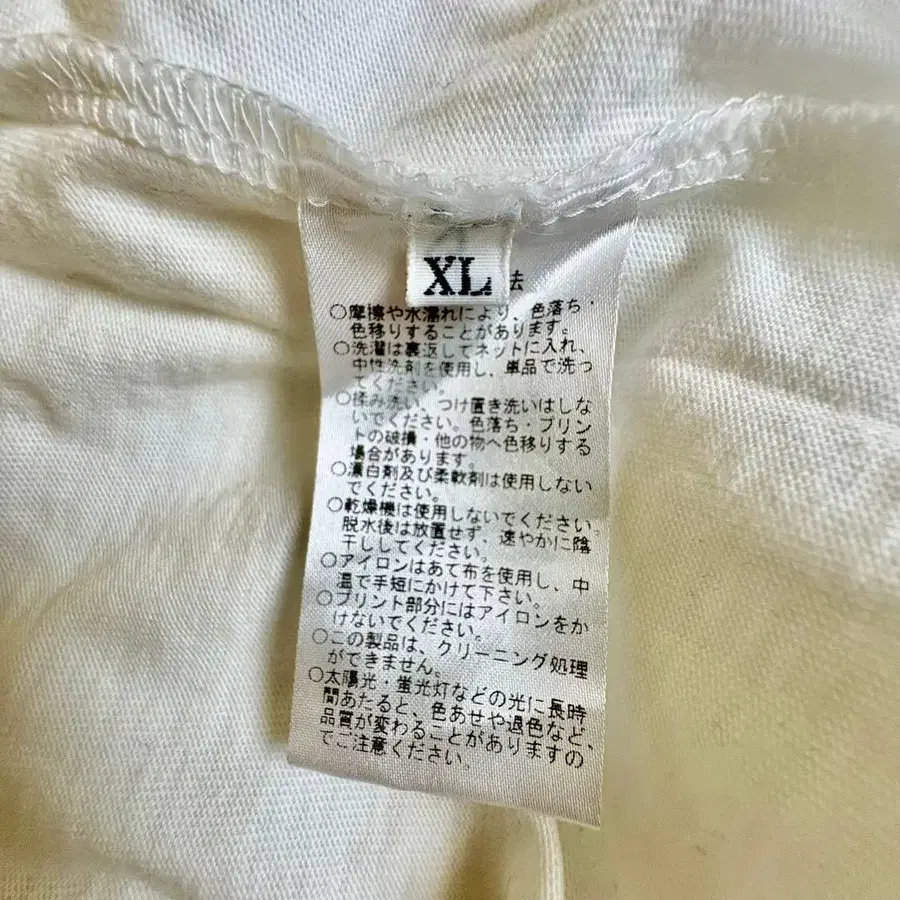 XL
法
○摩擦や水濡れにより、色落ち・
色移りすることがあります。
○洗濯は裏返してネットに入れ、
中性洗剤を使用し、単品で洗っ
てください。
○揉み洗い、つけ置き洗いはしな
いでください。色落ち・プリン
トの破損・他の物へ色移りする
場合があります。
○漂白剤及び柔軟剤は使用しない
でください。
○乾燥機は使用しないでください。
脱水後は放置せず、速やかに陰
干ししてください。
○アイロンはあて布を使用し、中
温で手短にかけて下さい。
○プリント部分にはアイロンをか
けないでください。
○この製品は、クリーニング処理
ができません。
○太陽光・蛍光灯などの光に長時
間あたると、色あせや退色など、
品質が変わることがありますの
でご注意ください。